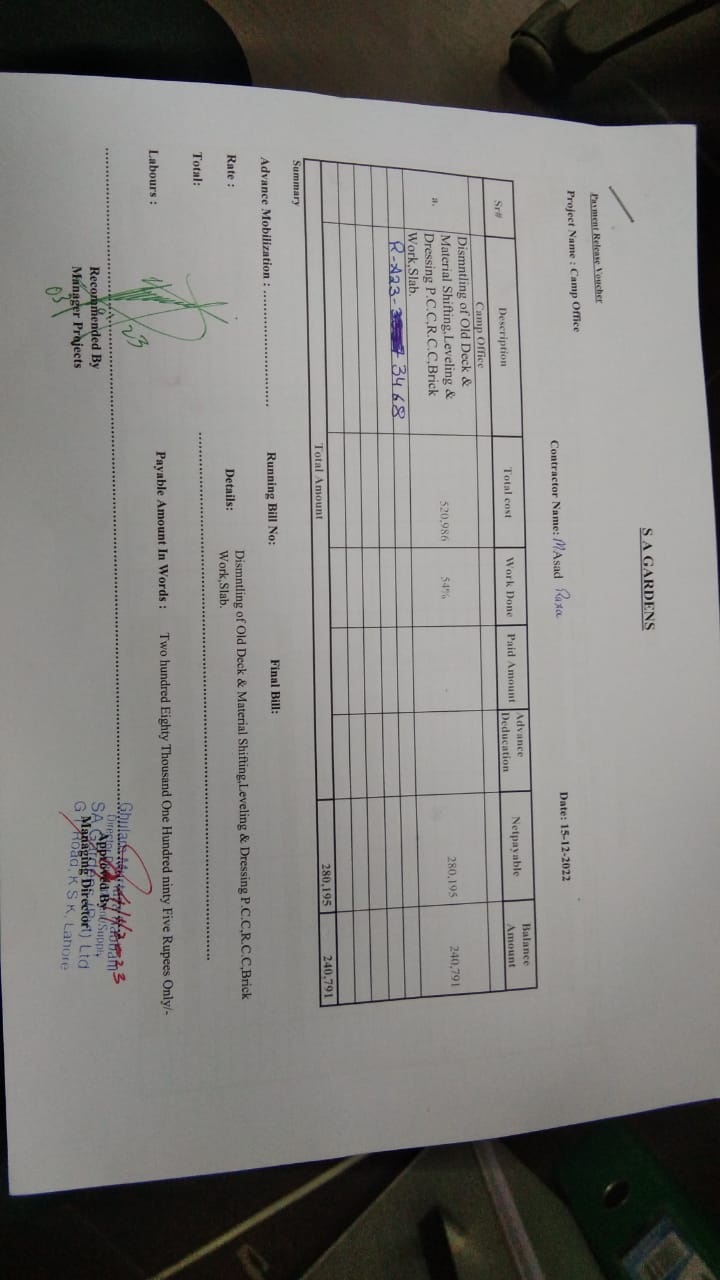 S A GARDENS
Payment Release Voucher
Project Name : Camp Office
Contractor Name: M Asad Raza
Date: 15-12-2022
Sr# Description Total cost Work Done Paid Amount Advance Deducation Netpayable Balance Amount
Camp Office
a. Dismntling of Old Deck & Material Shifting,Leveling & Dressing P.C.C,R.C.C,Brick Work,Slab. 520,986 54% 280,195 240,791
R-A23- 3468
Total Amount 280,195 240,791
Summary
Advance Mobilization : Running Bill No: Final Bill:
Rate : Details: Dismntling of Old Deck & Material Shifting,Leveling & Dressing P.C.C,R.C.C,Brick
Work,Slab.
Total:
Labours : Payable Amount In Words : Two hundred Eighty Thousand One Hundred ninty Five Rupees Only/-
Recommended By
Manager Projects
Approved By
Managing Director
Ghulam
SA Gardens Ltd
Road, K S K, Lahore